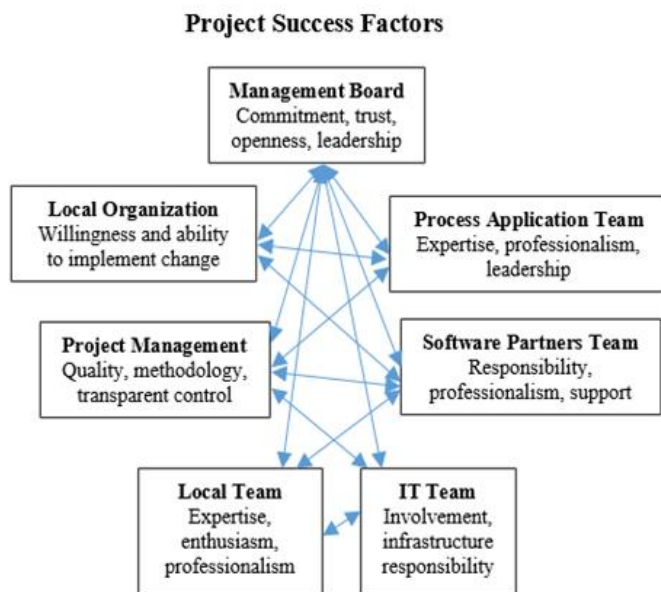 Project Success Factors
Management Board
Commitment, trust,
openness, leadership
Local Organization
Willingness and ability
to implement change
Process Application Team
Expertise, professionalism,
leadership
Project Management
Quality, methodology,
transparent control
Software Partners Team
Responsibility,
professionalism, support
Local Team
Expertise,
enthusiasm,
professionalism
IT Team
Involvement,
infrastructure
responsibility